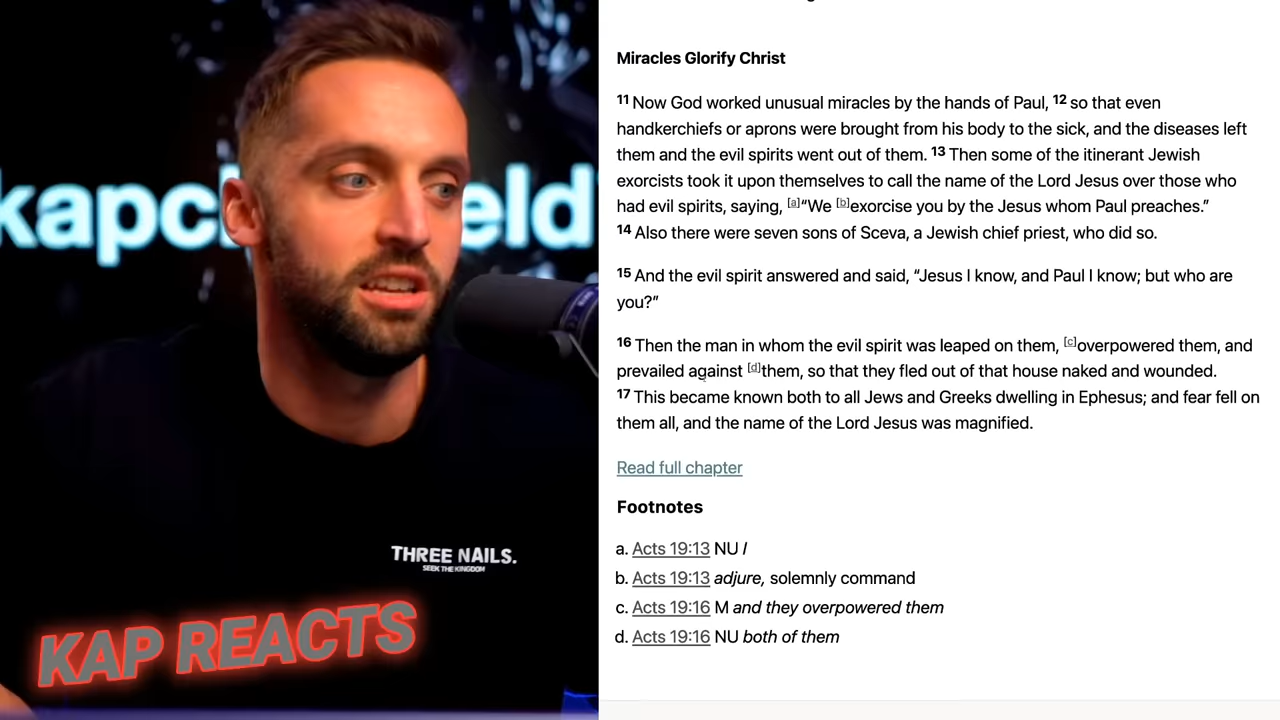 kapch eld
THREE NAILS.
SEEK THE KINGDOM
KAP REACTS
Miracles Glorify Christ
11 Now God worked unusual miracles by the hands of Paul, 12 so that even
handkerchiefs or aprons were brought from his body to the sick, and the diseases left
them and the evil spirits went out of them. 13 Then some of the itinerant Jewish
exorcists took it upon themselves to call the name of the Lord Jesus over those who
had evil spirits, saying, [a]“We [b]exorcise you by the Jesus whom Paul preaches.”
14 Also there were seven sons of Sceva, a Jewish chief priest, who did so.
15 And the evil spirit answered and said, “Jesus I know, and Paul I know; but who are
you?”
16 Then the man in whom the evil spirit was leaped on them, [c]overpowered them, and
prevailed against [d]them, so that they fled out of that house naked and wounded.
17 This became known both to all Jews and Greeks dwelling in Ephesus; and fear fell on
them all, and the name of the Lord Jesus was magnified.
Read full chapter
Footnotes
a. Acts 19:13 NU I
b. Acts 19:13 adjure, solemnly command
c. Acts 19:16 M and they overpowered them
d. Acts 19:16 NU both of them